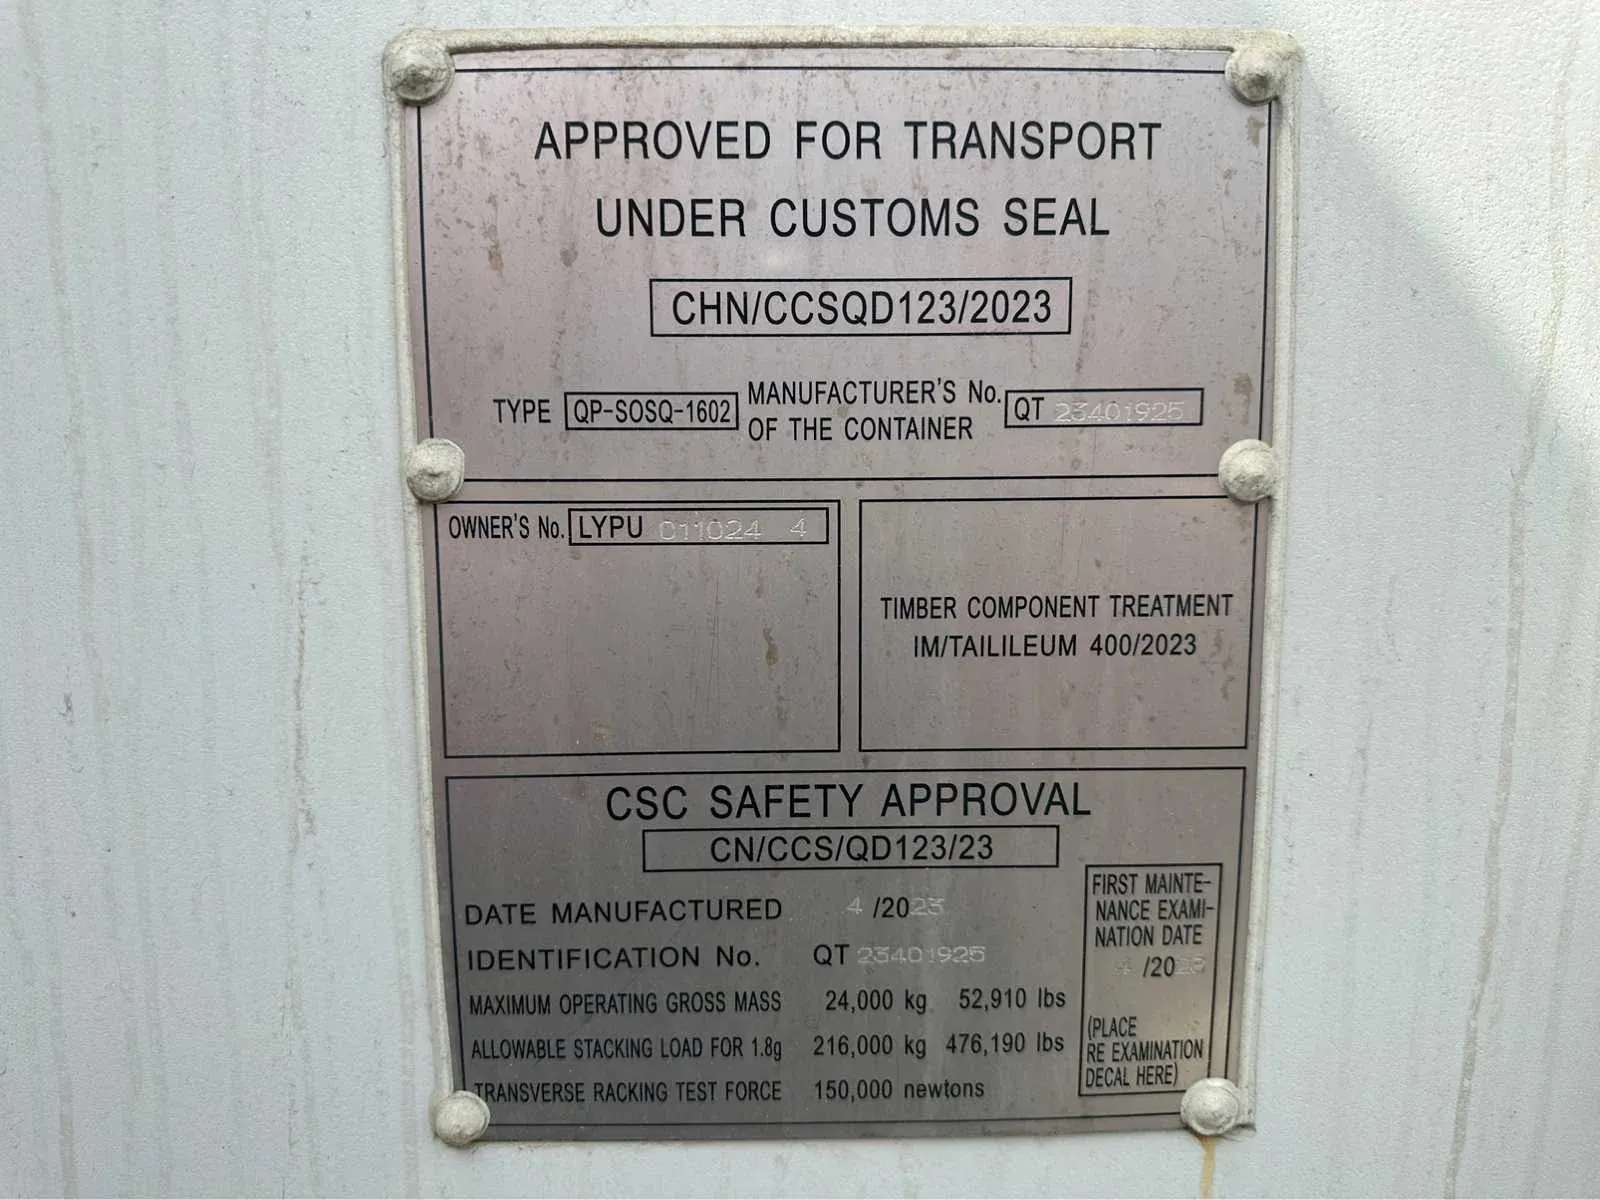 APPROVED FOR TRANSPORT
UNDER CUSTOMS SEAL
CHN/CCSQD123/2023
TYPE QP-SOSQ-1602 MANUFACTURER'S No. OF THE CONTAINER QT 23401925
OWNER'S No. LYPU 011024 4
TIMBER COMPONENT TREATMENT
IM/TAILILEUM 400/2023
CSC SAFETY APPROVAL
CN/CCS/QD123/23
DATE MANUFACTURED 4 /2023
IDENTIFICATION No. QT 23401925
MAXIMUM OPERATING GROSS MASS 24,000 kg 52,910 lbs
ALLOWABLE STACKING LOAD FOR 1.8g 216,000 kg 476,190 lbs
TRANSVERSE RACKING TEST FORCE 150,000 newtons
FIRST MAINTE-
NANCE EXAMI-
NATION DATE
4 /2028
(PLACE
RE EXAMINATION
DECAL HERE)